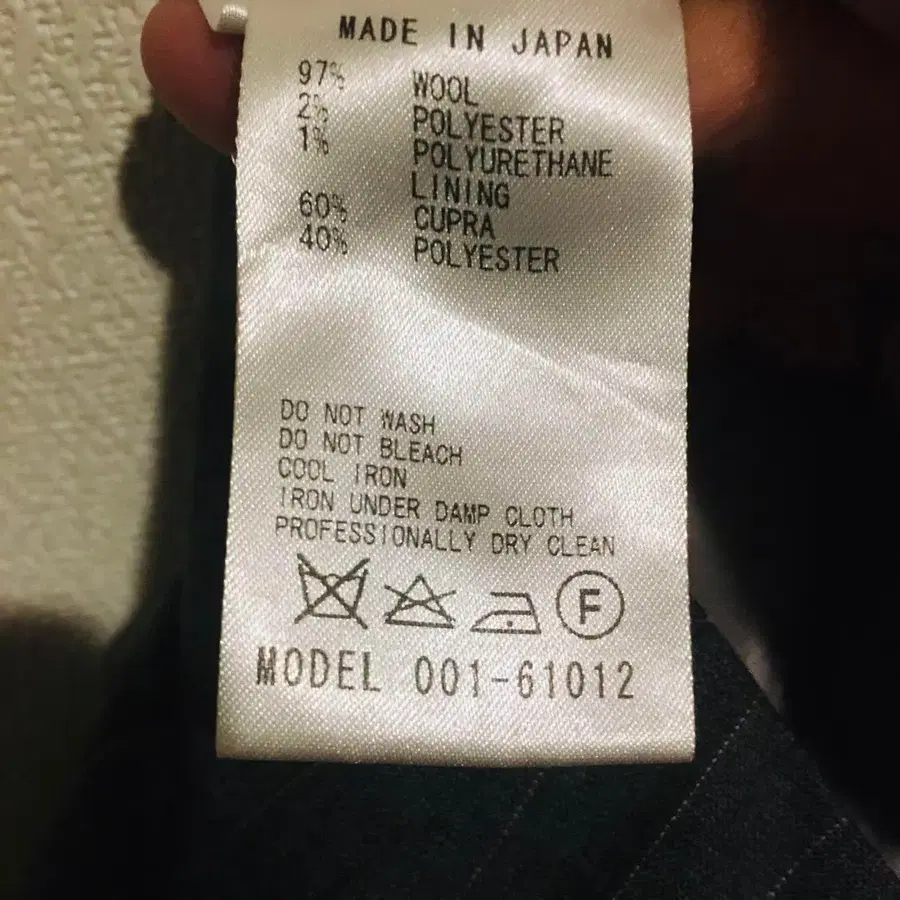 MADE IN JAPAN
97% WOOL
2% POLYESTER
1% POLYURETHANE
LINING
60% CUPRA
40% POLYESTER
DO NOT WASH
DO NOT BLEACH
COOL IRON
IRON UNDER DAMP CLOTH
PROFESSIONALLY DRY CLEAN
F
MODEL 001-61012